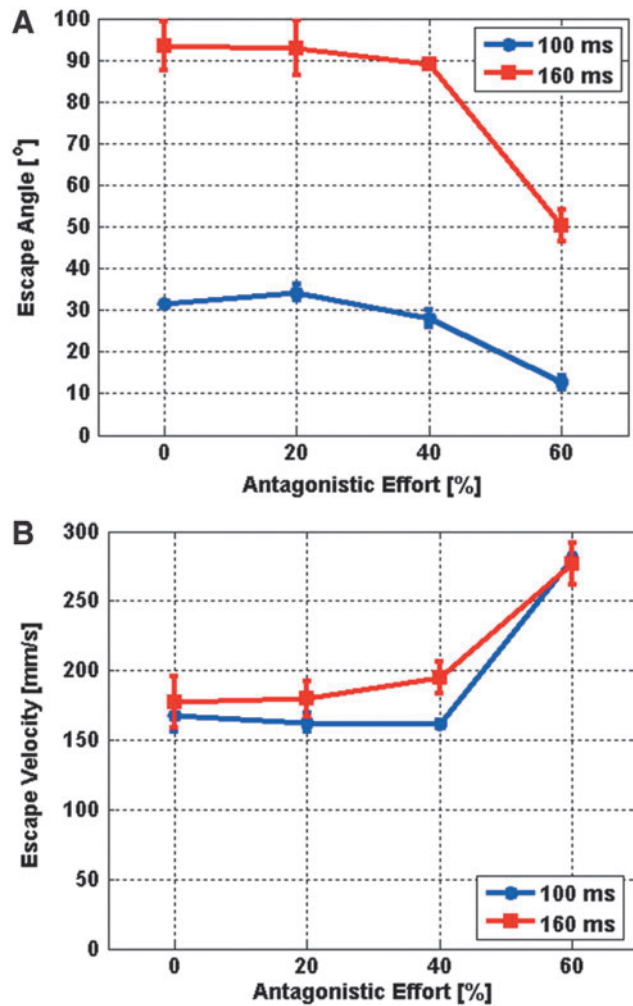 A
100
90
80
70
60
50
40
30
20
10
0
Escape Angle [°]
100 ms
160 ms
0 20 40 60
Antagonistic Effort [%]
B
300
250
200
150
100
50
0
Escape Velocity [mm/s]
100 ms
160 ms
0 20 40 60
Antagonistic Effort [%]